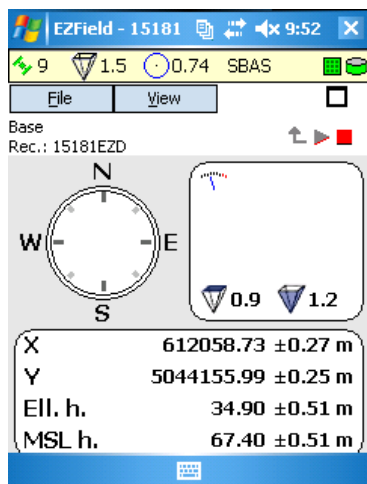 EZField - 15181 9:52
9 1.5 0.74 SBAS
File View
Base
Rec.: 15181EZD
N
W E
S
0.9 1.2
X 612058.73 ±0.27 m
Y 5044155.99 ±0.25 m
Ell. h. 34.90 ±0.51 m
MSL h. 67.40 ±0.51 m